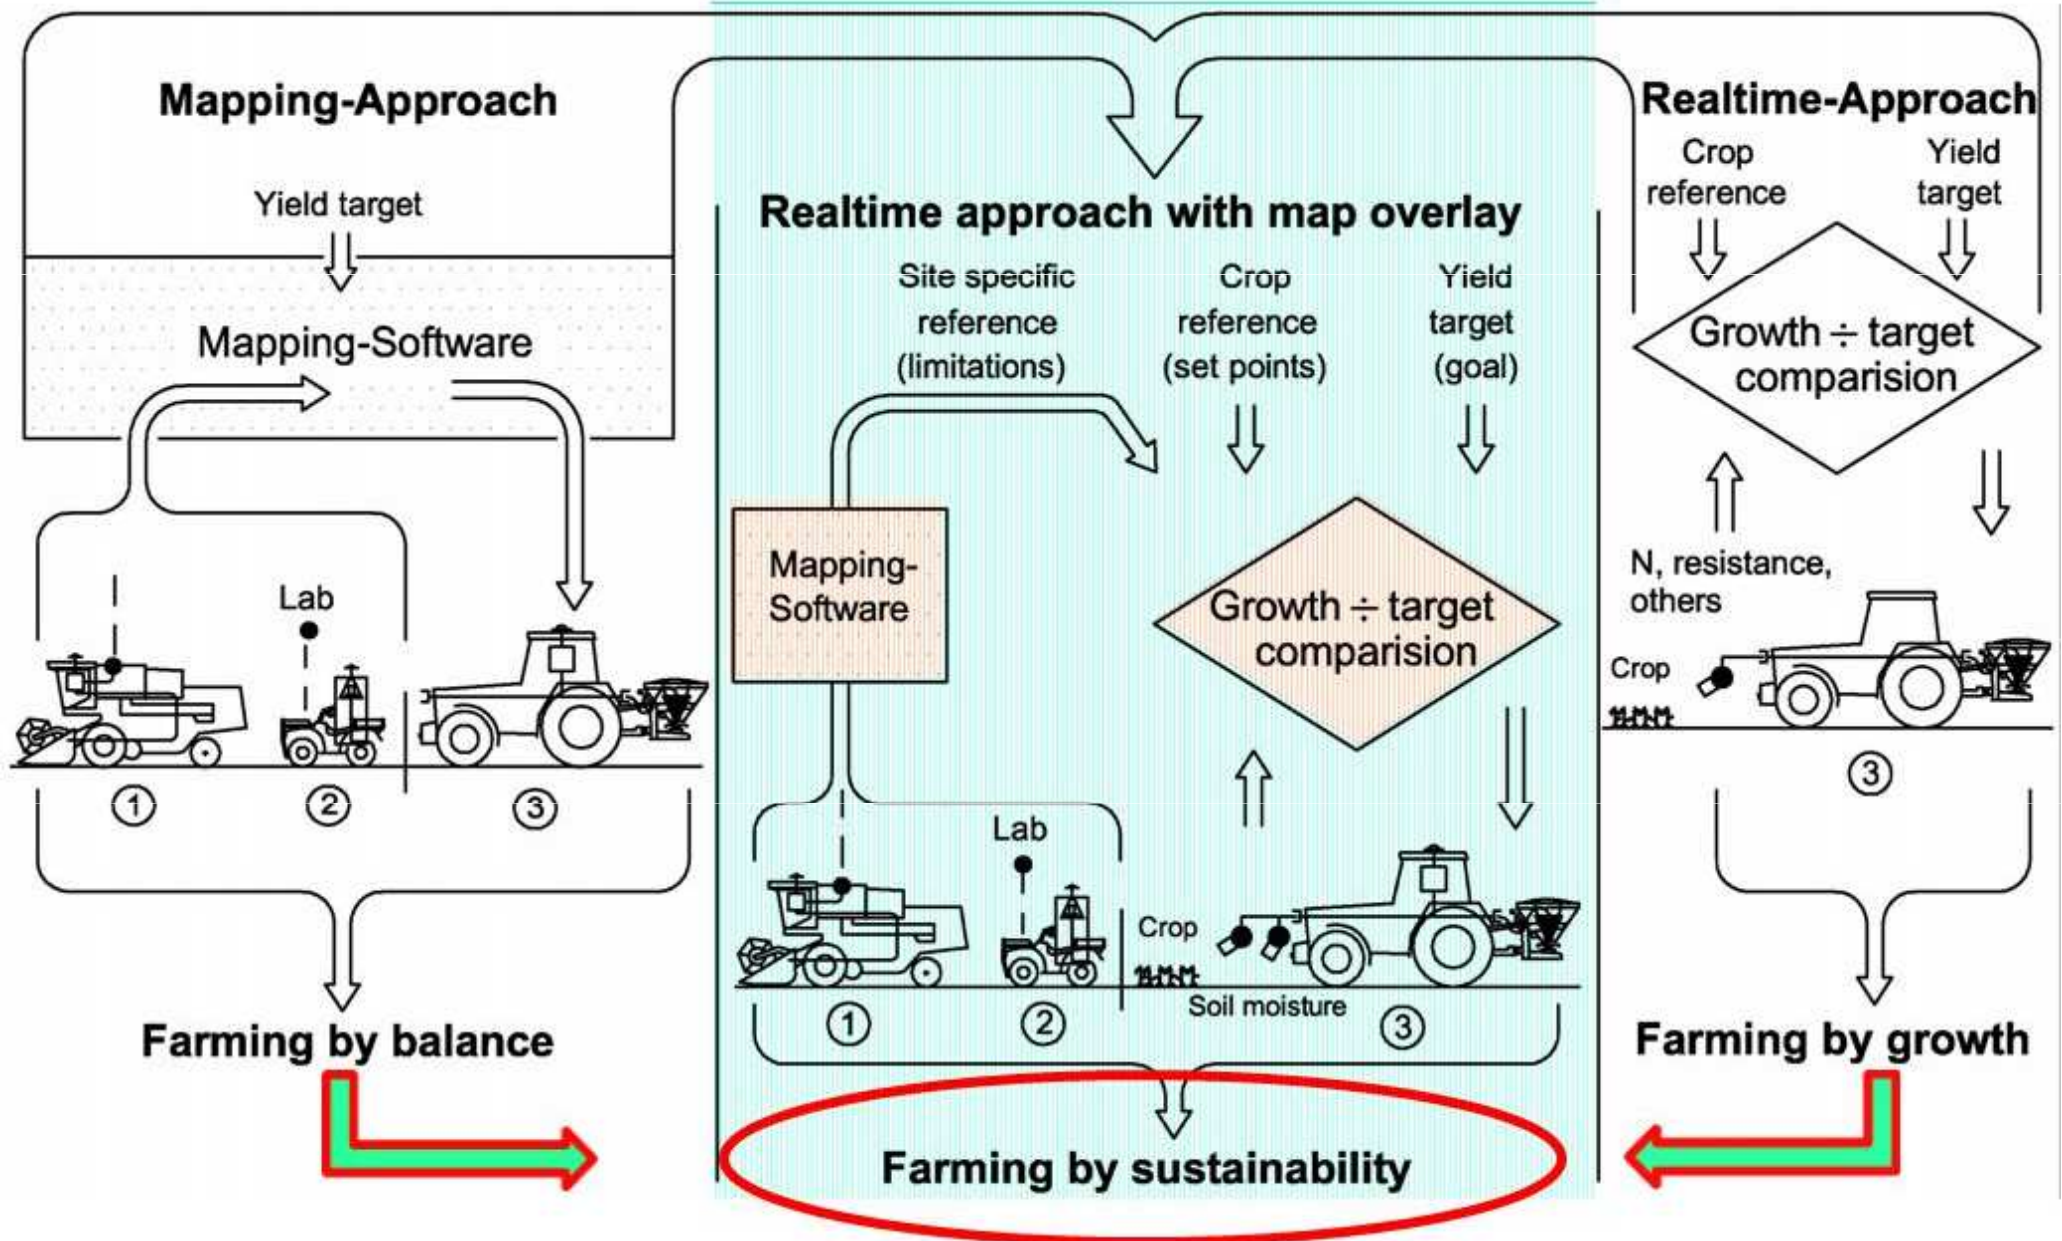 Mapping-Approach
Yield target
Mapping-Software
Lab
1
2
3
Farming by balance
Realtime approach with map overlay
Site specific
reference
(limitations)
Crop
reference
(set points)
Yield
target
(goal)
Mapping-
Software
Growth ÷ target
comparision
Lab
Crop
Soil moisture
1
2
3
Farming by sustainability
Realtime-Approach
Crop
reference
Yield
target
Growth ÷ target
comparision
N, resistance,
others
Crop
3
Farming by growth